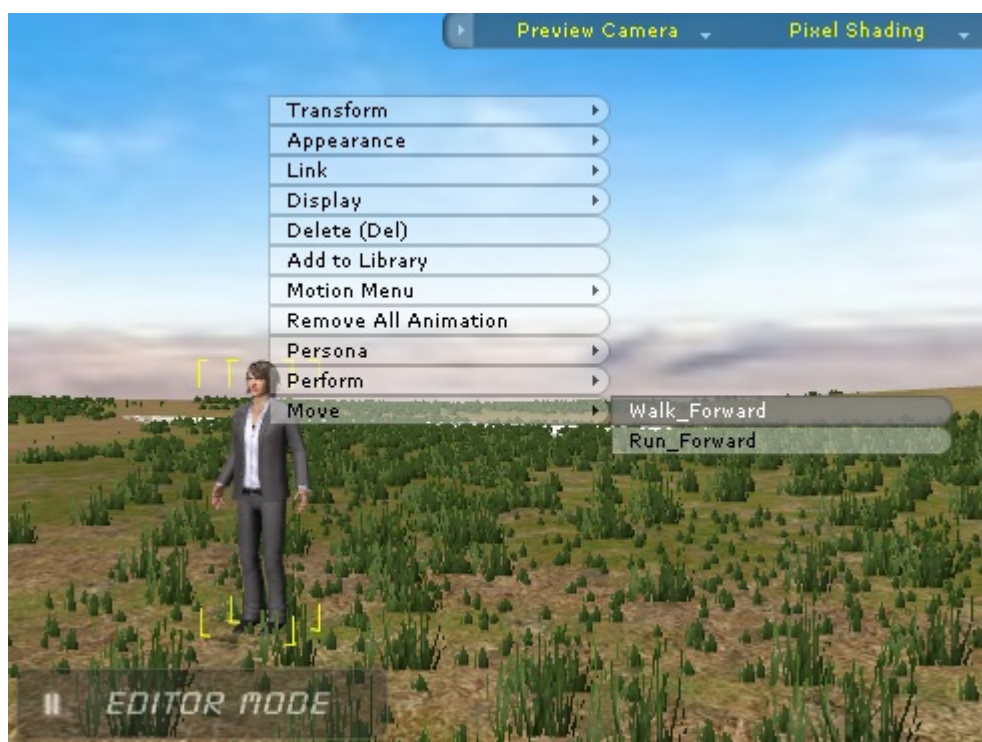 Preview Camera
Pixel Shading
Transform
Appearance
Link
Display
Delete (Del)
Add to Library
Motion Menu
Remove All Animation
Persona
Perform
Move
Walk_Forward
Run_Forward
EDITOR MODE